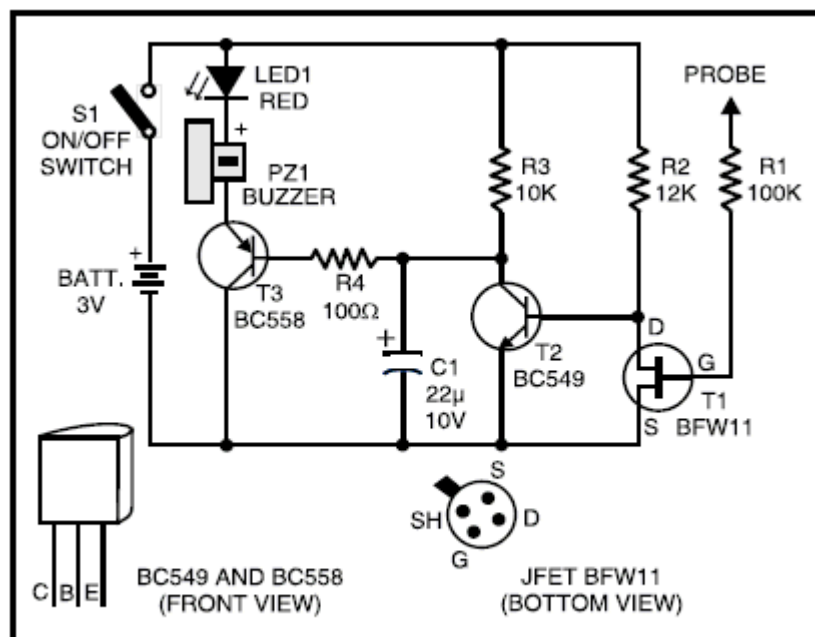 S1
ON/OFF
SWITCH
LED1
RED
+
PZ1
BUZZER
PROBE
R3
10K
R2
12K
R1
100K
+
BATT.
3V
T3
BC558
R4
100Ω
+
C1
22µ
10V
T2
BC549
D
G
S
T1
BFW11
S
SH
D
G
C B E
BC549 AND BC558
(FRONT VIEW)
JFET BFW11
(BOTTOM VIEW)